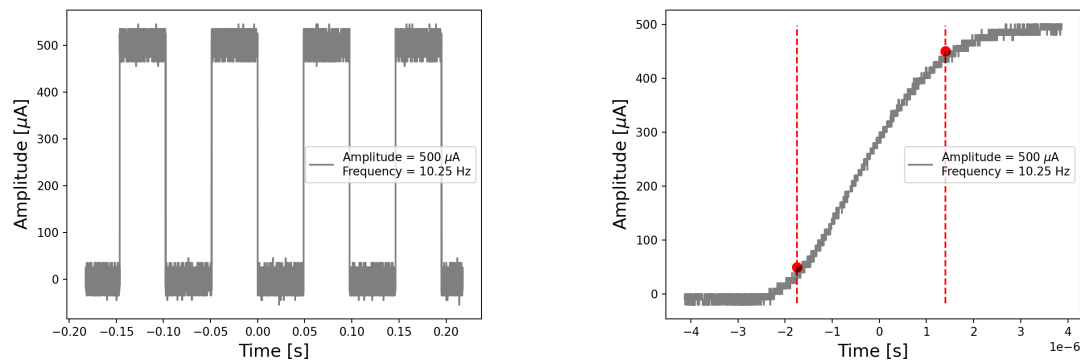 Amplitude [μA]
500
400
300
200
100
0
Amplitude = 500 μA
Frequency = 10.25 Hz
−0.20 −0.15 −0.10 −0.05 0.00 0.05 0.10 0.15 0.20
Time [s]
Amplitude [μA]
500
400
300
200
100
0
Amplitude = 500 μA
Frequency = 10.25 Hz
−4 −3 −2 −1 0 1 2 3 4
1e−6
Time [s]